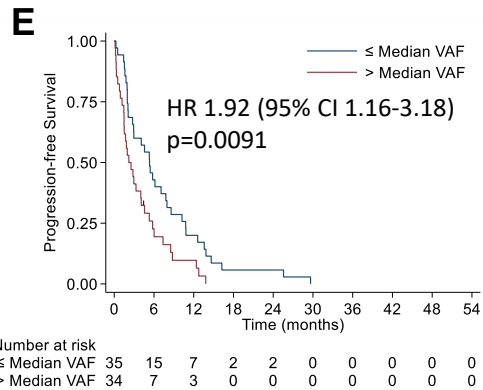 E
≤ Median VAF
> Median VAF
HR 1.92 (95% CI 1.16-3.18)
p=0.0091
Progression-free Survival
1.00
0.75
0.50
0.25
0.00
0 6 12 18 24 30 36 42 48 54
Time (months)
Number at risk
≤ Median VAF 35 15 7 2 2 0 0 0 0 0
> Median VAF 34 7 3 0 0 0 0 0 0 0